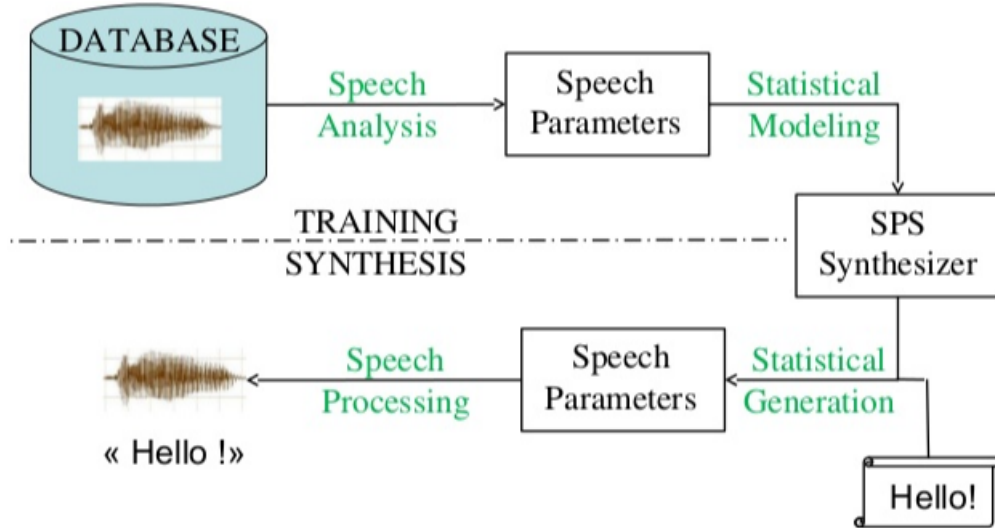 DATABASE
Speech
Analysis
Speech
Parameters
Statistical
Modeling
TRAINING
SYNTHESIS
SPS
Synthesizer
Speech
Processing
Speech
Parameters
Statistical
Generation
« Hello !»
Hello!